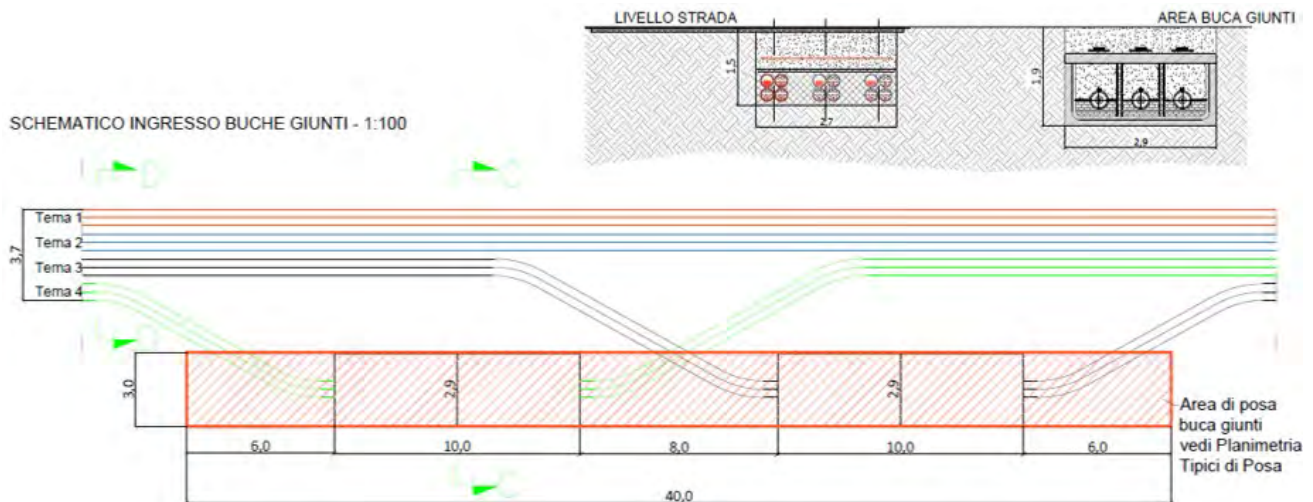 LIVELLO STRADA
AREA BUCA GIUNTI
1,5
2,7
1,9
2,9
SCHEMATICO INGRESSO BUCHE GIUNTI - 1:100
D
C
3,7
Tema 1
Tema 2
Tema 3
Tema 4
D
3,0
2,9
2,9
Area di posa
buca giunti
vedi Planimetria
Tipici di Posa
6,0
10,0
8,0
10,0
6,0
C
40,0